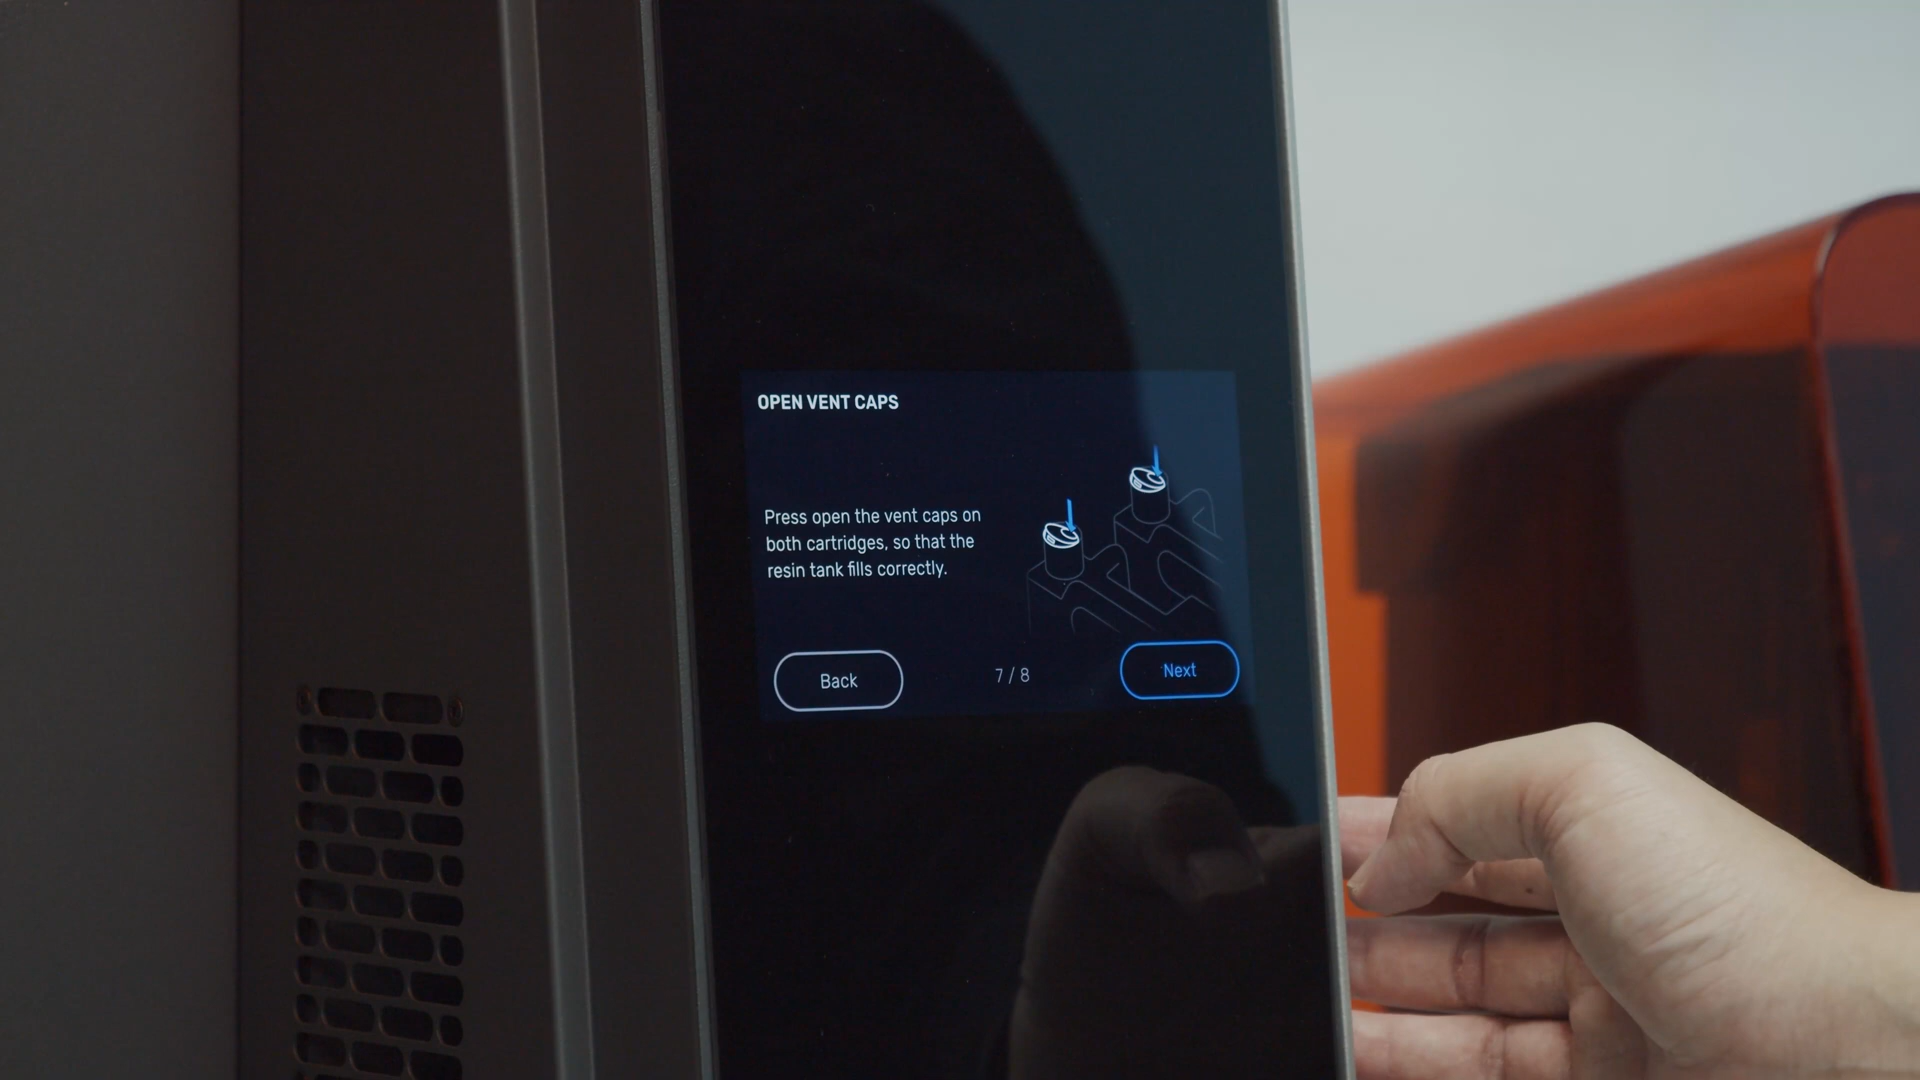 OPEN VENT CAPS
Press open the vent caps on
both cartridges, so that the
resin tank fills correctly.
Back
7 / 8
Next